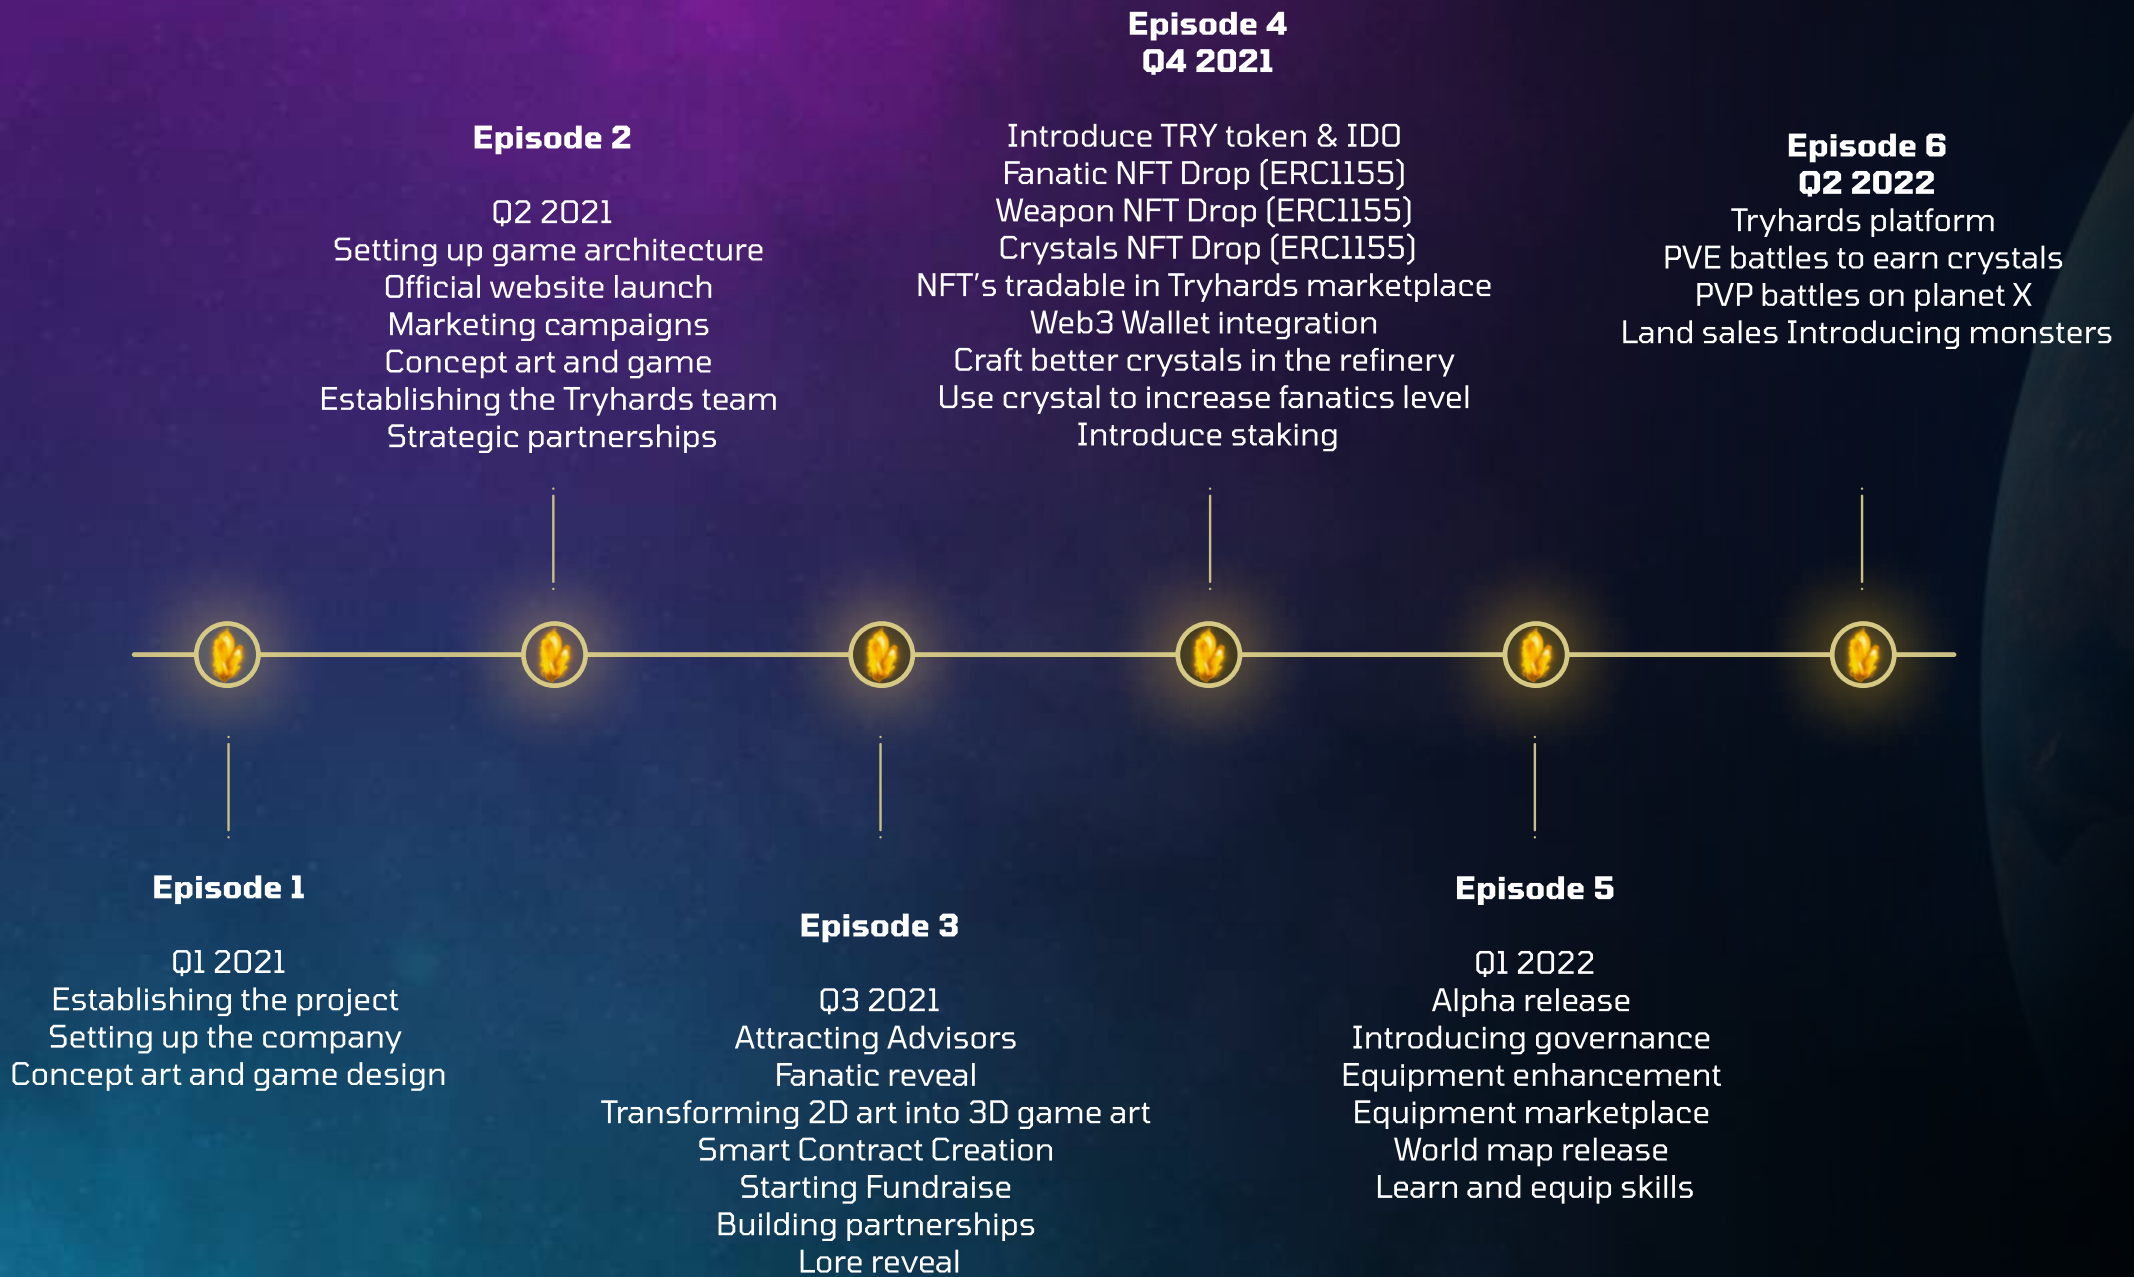 Episode 1
Q1 2021
Establishing the project
Setting up the company
Concept art and game design
Episode 2
Q2 2021
Setting up game architecture
Official website launch
Marketing campaigns
Concept art and game
Establishing the Tryhards team
Strategic partnerships
Episode 3
Q3 2021
Attracting Advisors
Fanatic reveal
Transforming 2D art into 3D game art
Smart Contract Creation
Starting Fundraise
Building partnerships
Lore reveal
Episode 4
Q4 2021
Introduce TRY token & IDO
Fanatic NFT Drop (ERC1155)
Weapon NFT Drop (ERC1155)
Crystals NFT Drop (ERC1155)
NFT's tradable in Tryhards marketplace
Web3 Wallet integration
Craft better crystals in the refinery
Use crystal to increase fanatics level
Introduce staking
Episode 5
Q1 2022
Alpha release
Introducing governance
Equipment enhancement
Equipment marketplace
World map release
Learn and equip skills
Episode 6
Q2 2022
Tryhards platform
PVE battles to earn crystals
PVP battles on planet X
Land sales Introducing monsters